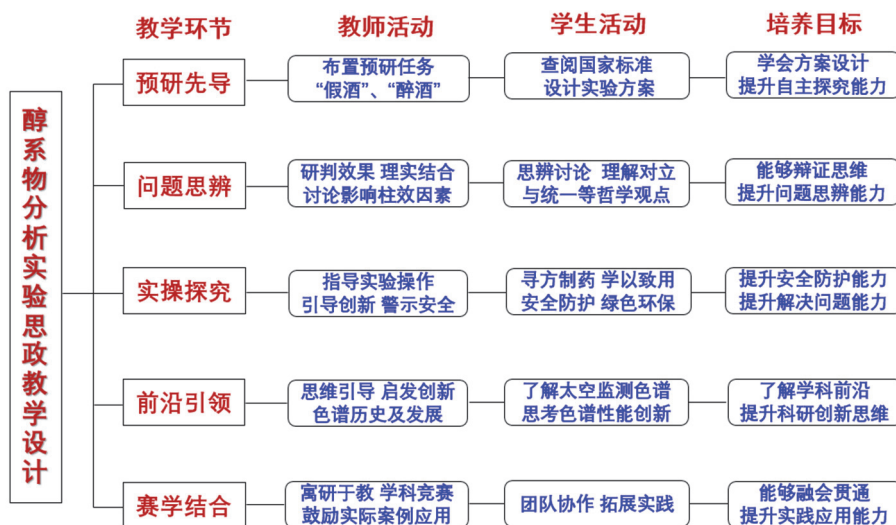 教学环节 教师活动 学生活动 培养目标
醇系物分析实验思政教学设计
预研先导
布置预研任务
“假酒”、“醉酒”
查阅国家标准
设计实验方案
学会方案设计
提升自主探究能力
问题思辨
研判效果 理实结合
讨论影响柱效因素
思辨讨论 理解对立
与统一等哲学观点
能够辩证思维
提升问题思辨能力
实操探究
指导实验操作
引导创新 警示安全
寻方制药 学以致用
安全防护 绿色环保
提升安全防护能力
提升解决问题能力
前沿引领
思维引导 启发创新
色谱历史及发展
了解太空监测色谱
思考色谱性能创新
了解学科前沿
提升科研创新思维
赛学结合
寓研于教 学科竞赛
鼓励实际案例应用
团队协作 拓展实践
能够融会贯通
提升实践应用能力